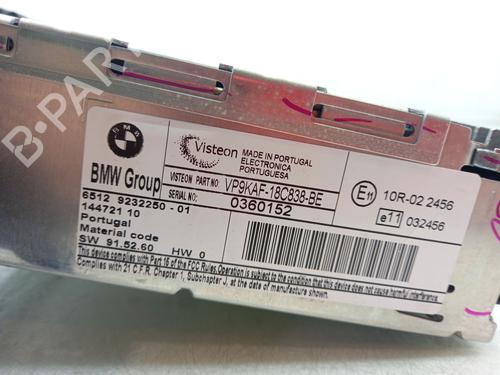 B-PARTS
BMW
BMW Group
6512 9232250 - 01
144721 10
Portugal
Material code
SW 91.52.60 HW 0
Visteon
MADE IN PORTUGAL
ELECTRONICA
PORTUGUESA
VISTEON PART NO: VP9KAF-18C838-BE
SERIAL NO: 0360152
E11 10R-02 2456
e11 032456
This device complies with Part 15 of the FCC Rules.Operation is subject to the condition that this device does not cause harmful interference.
Complies with 21 C.F.R. Chapter 1, Subchapter J, at the date of manufacture shown.